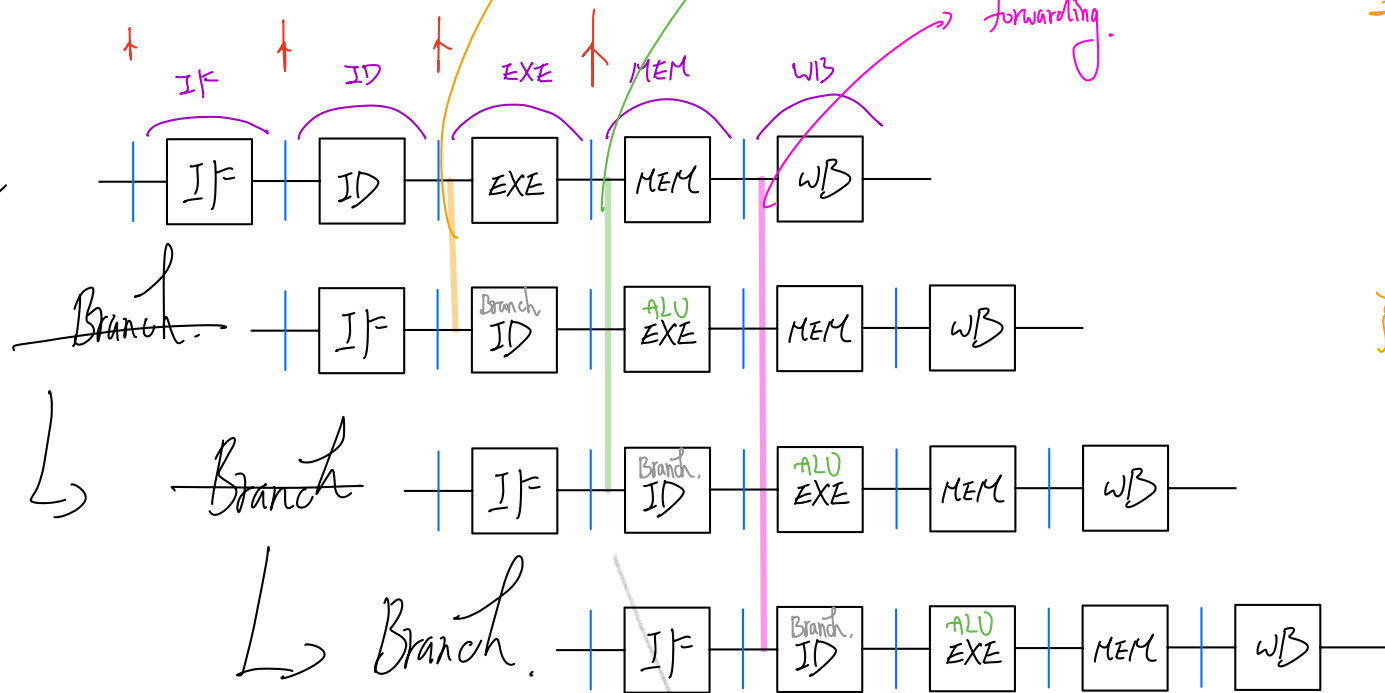 forwarding.
IF ID EXE MEM WB
IF ID EXE MEM WB
Branch. IF Branch ID ALU EXE MEM WB
Branch IF Branch. ID ALU EXE MEM WB
Branch. IF Branch. ID ALU EXE MEM WB